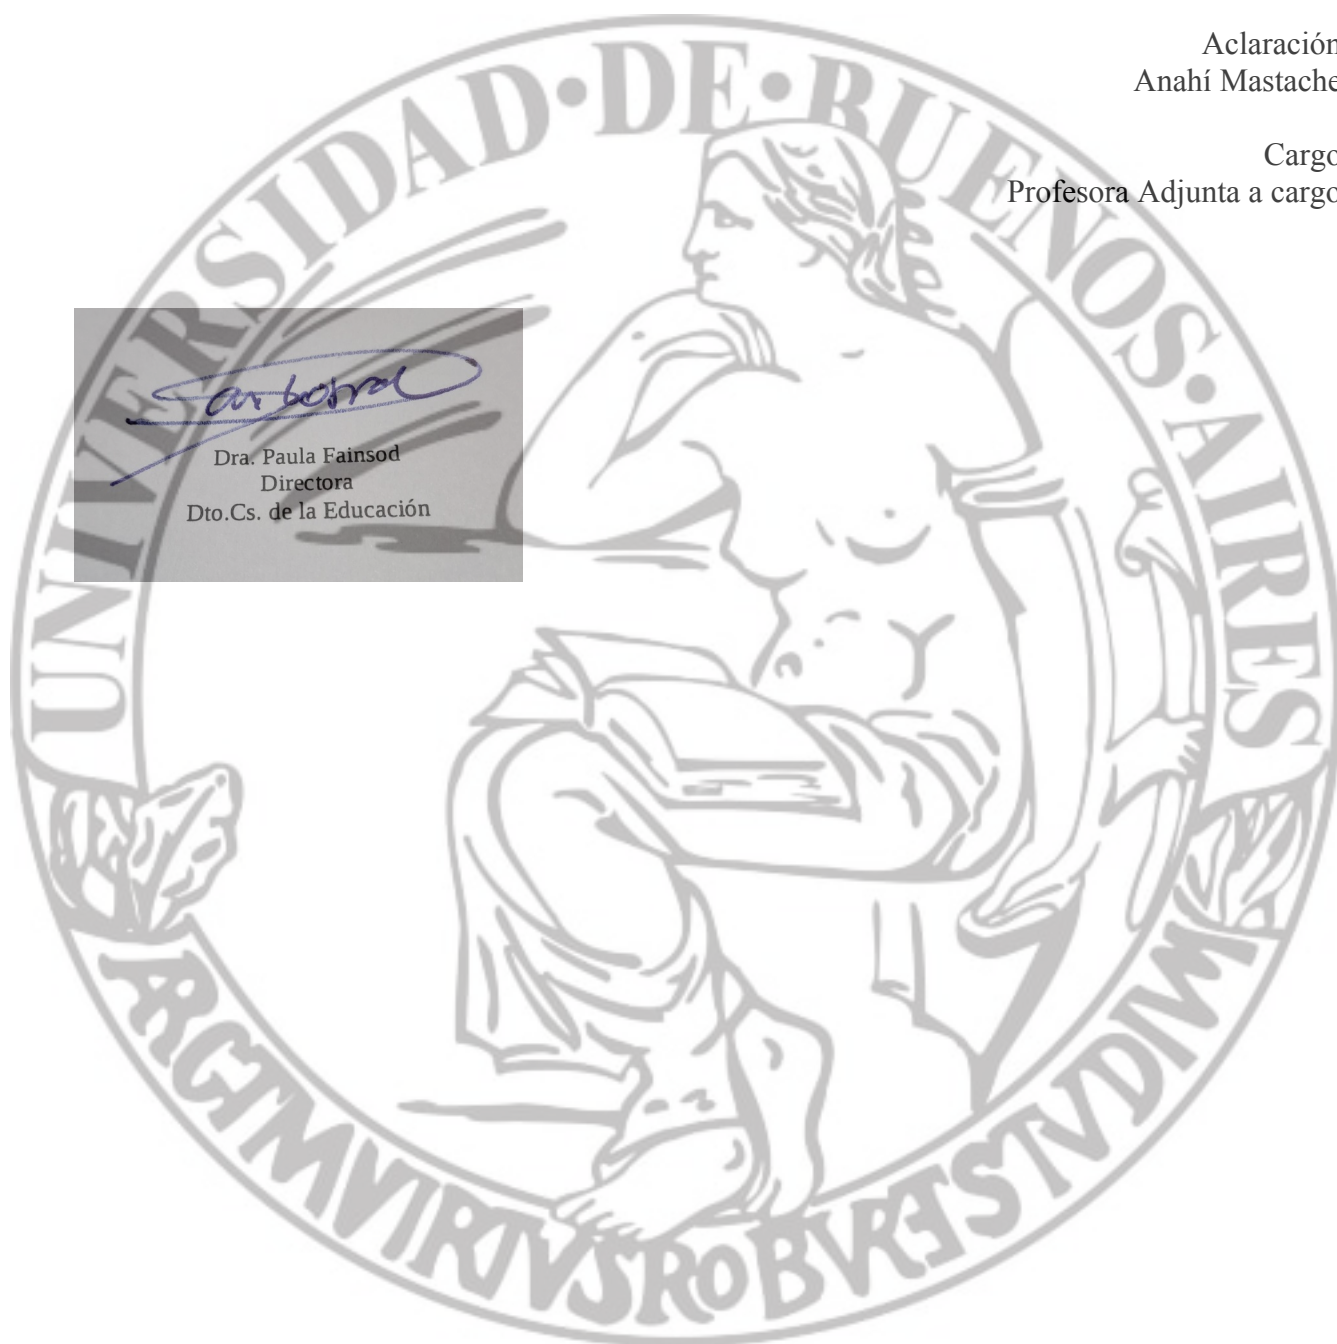 Aclaración
Anahí Mastache
Cargo
Profesora Adjunta a cargo
UNIVERSIDAD·DE·BUENOS·AIRES
Dra. Paula Fainsod
Directora
Dto.Cs. de la Educación
ARGTMVIRTVSROBVRETSTVDIVM